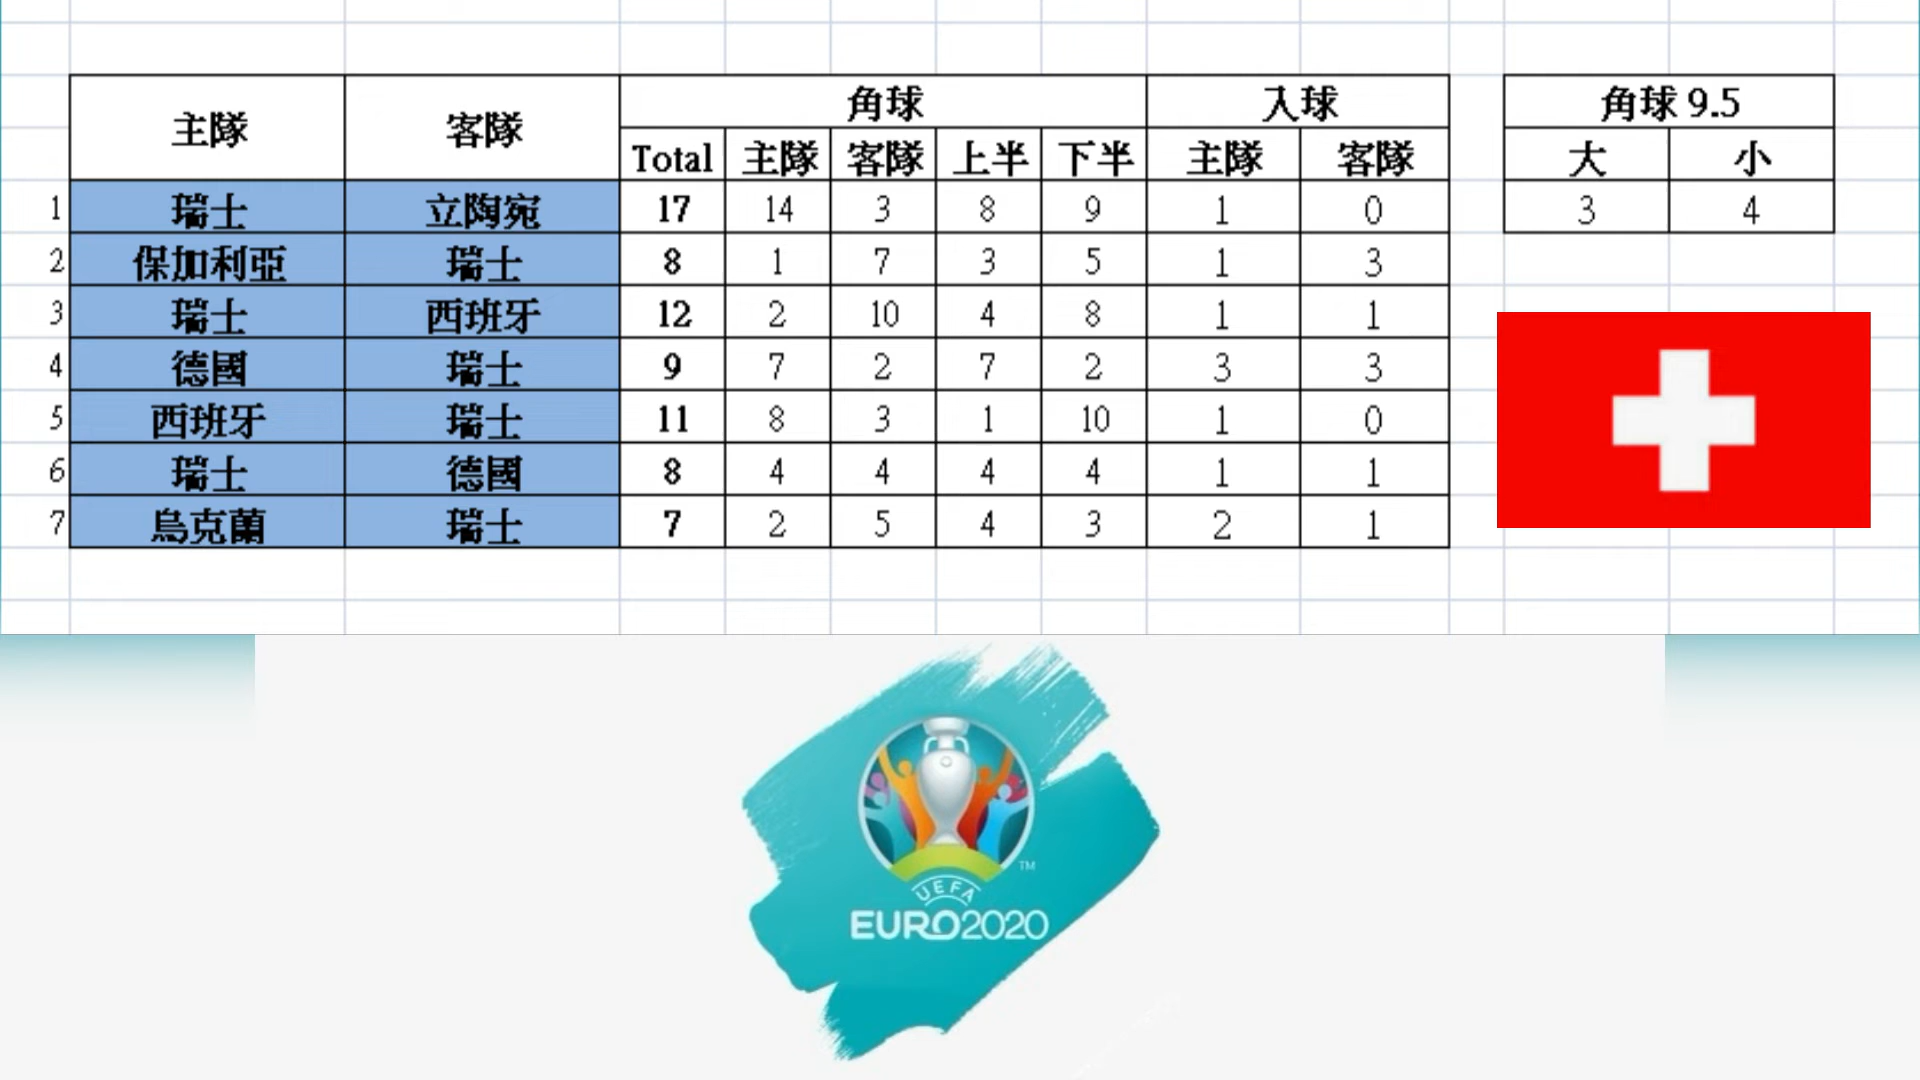 主隊 客隊 角球 入球 角球 9.5
Total 主隊 客隊 上半 下半 主隊 客隊 大 小
1 瑞士 立陶宛 17 14 3 8 9 1 0 3 4
2 保加利亞 瑞士 8 1 7 3 5 1 3
3 瑞士 西班牙 12 2 10 4 8 1 1
4 德國 瑞士 9 7 2 7 2 3 3
5 西班牙 瑞士 11 8 3 1 10 1 0
6 瑞士 德國 8 4 4 4 4 1 1
7 烏克蘭 瑞士 7 2 5 4 3 2 1
TM
UEFA
EURO2020